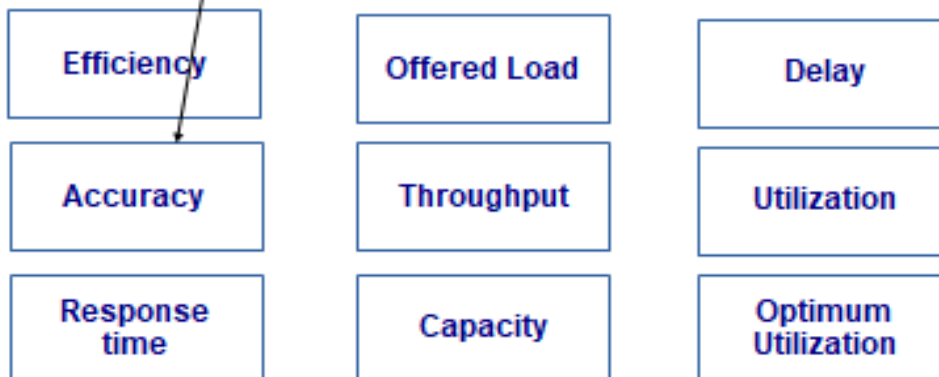 Efficiency
Offered Load
Delay
Accuracy
Throughput
Utilization
Response
time
Capacity
Optimum
Utilization